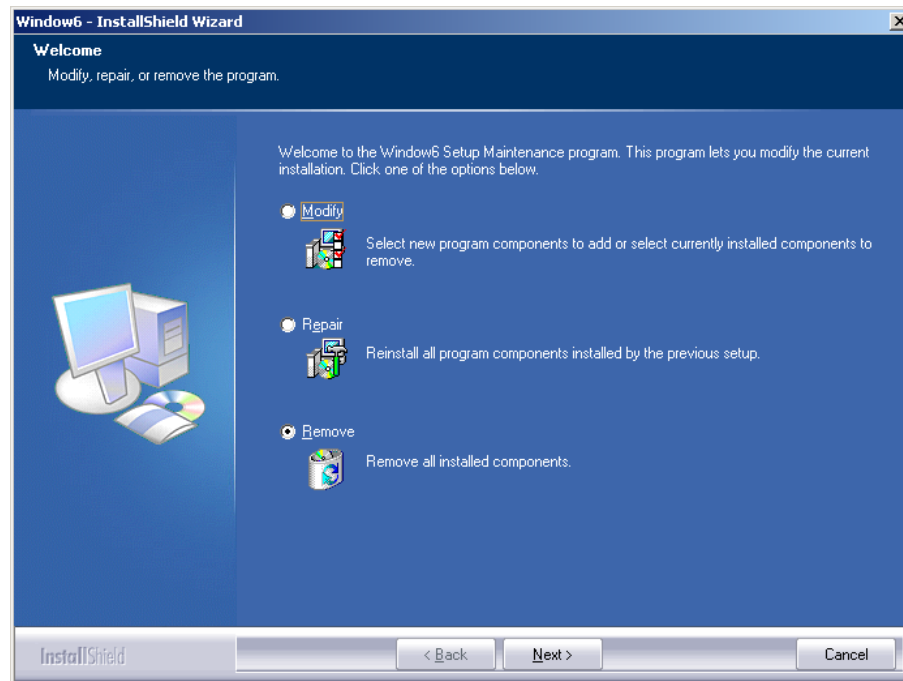 Window6 - InstallShield Wizard
Welcome
Modify, repair, or remove the program.
Welcome to the Window6 Setup Maintenance program. This program lets you modify the current
installation. Click one of the options below.
Modify
Select new program components to add or select currently installed components to
remove.
Repair
Reinstall all program components installed by the previous setup.
Remove
Remove all installed components.
InstallShield
< Back
Next >
Cancel